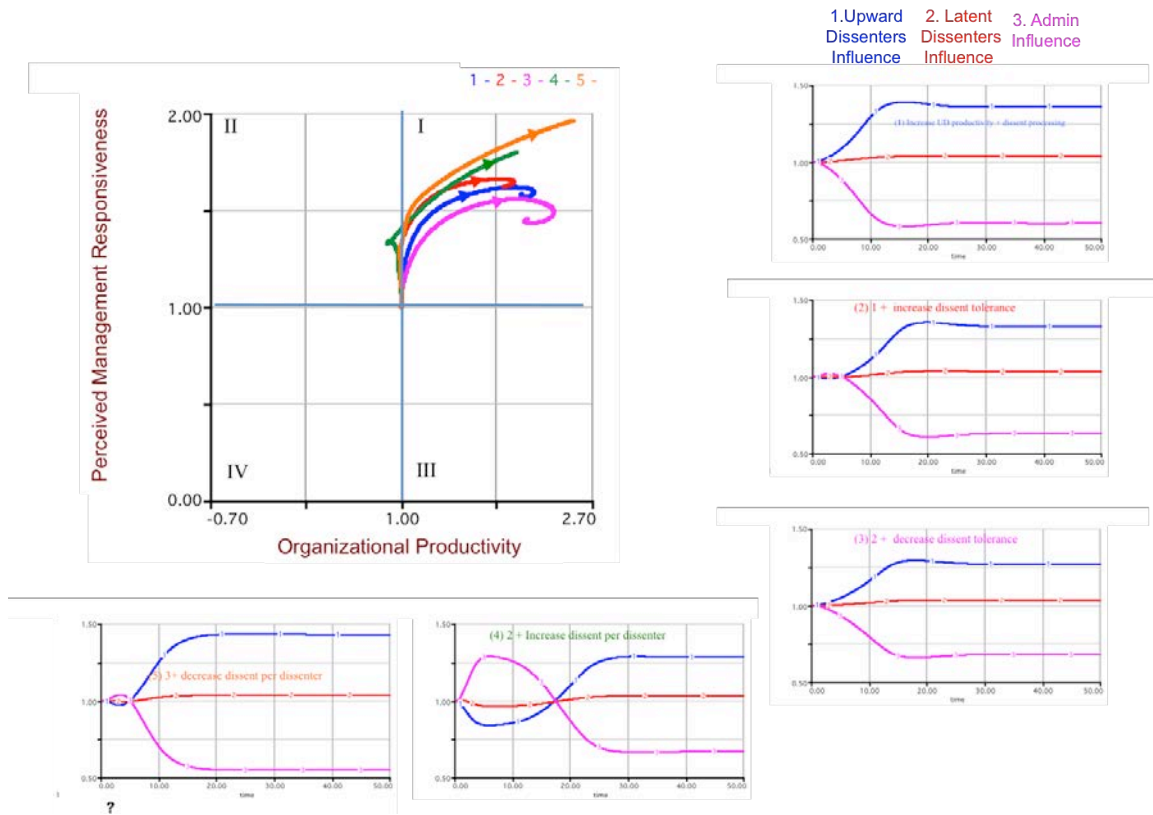 1.Upward
Dissenters
Influence
2. Latent
Dissenters
Influence
3. Admin
Influence
1 - 2 - 3 - 4 - 5 -
Perceived Management Responsiveness
2.00
1.00
0.00
II
I
IV
III
-0.70
1.00
2.70
Organizational Productivity
1.50
1.00
0.50
(1) Increase UD productivity + dissent processing
0.00
10.00
20.00
30.00
40.00
50.00
time
1.50
1.00
0.50
(2) 1 + increase dissent tolerance
0.00
10.00
20.00
30.00
40.00
50.00
time
1.50
1.00
0.50
(3) 2 + decrease dissent tolerance
0.00
10.00
20.00
30.00
40.00
50.00
time
1.50
1.00
0.50
5) 3+ decrease dissent per dissenter
0.00
10.00
20.00
30.00
40.00
50.00
time
?
1.50
1.00
0.50
(4) 2 + Increase dissent per dissenter
0.00
10.00
20.00
30.00
40.00
50.00
time